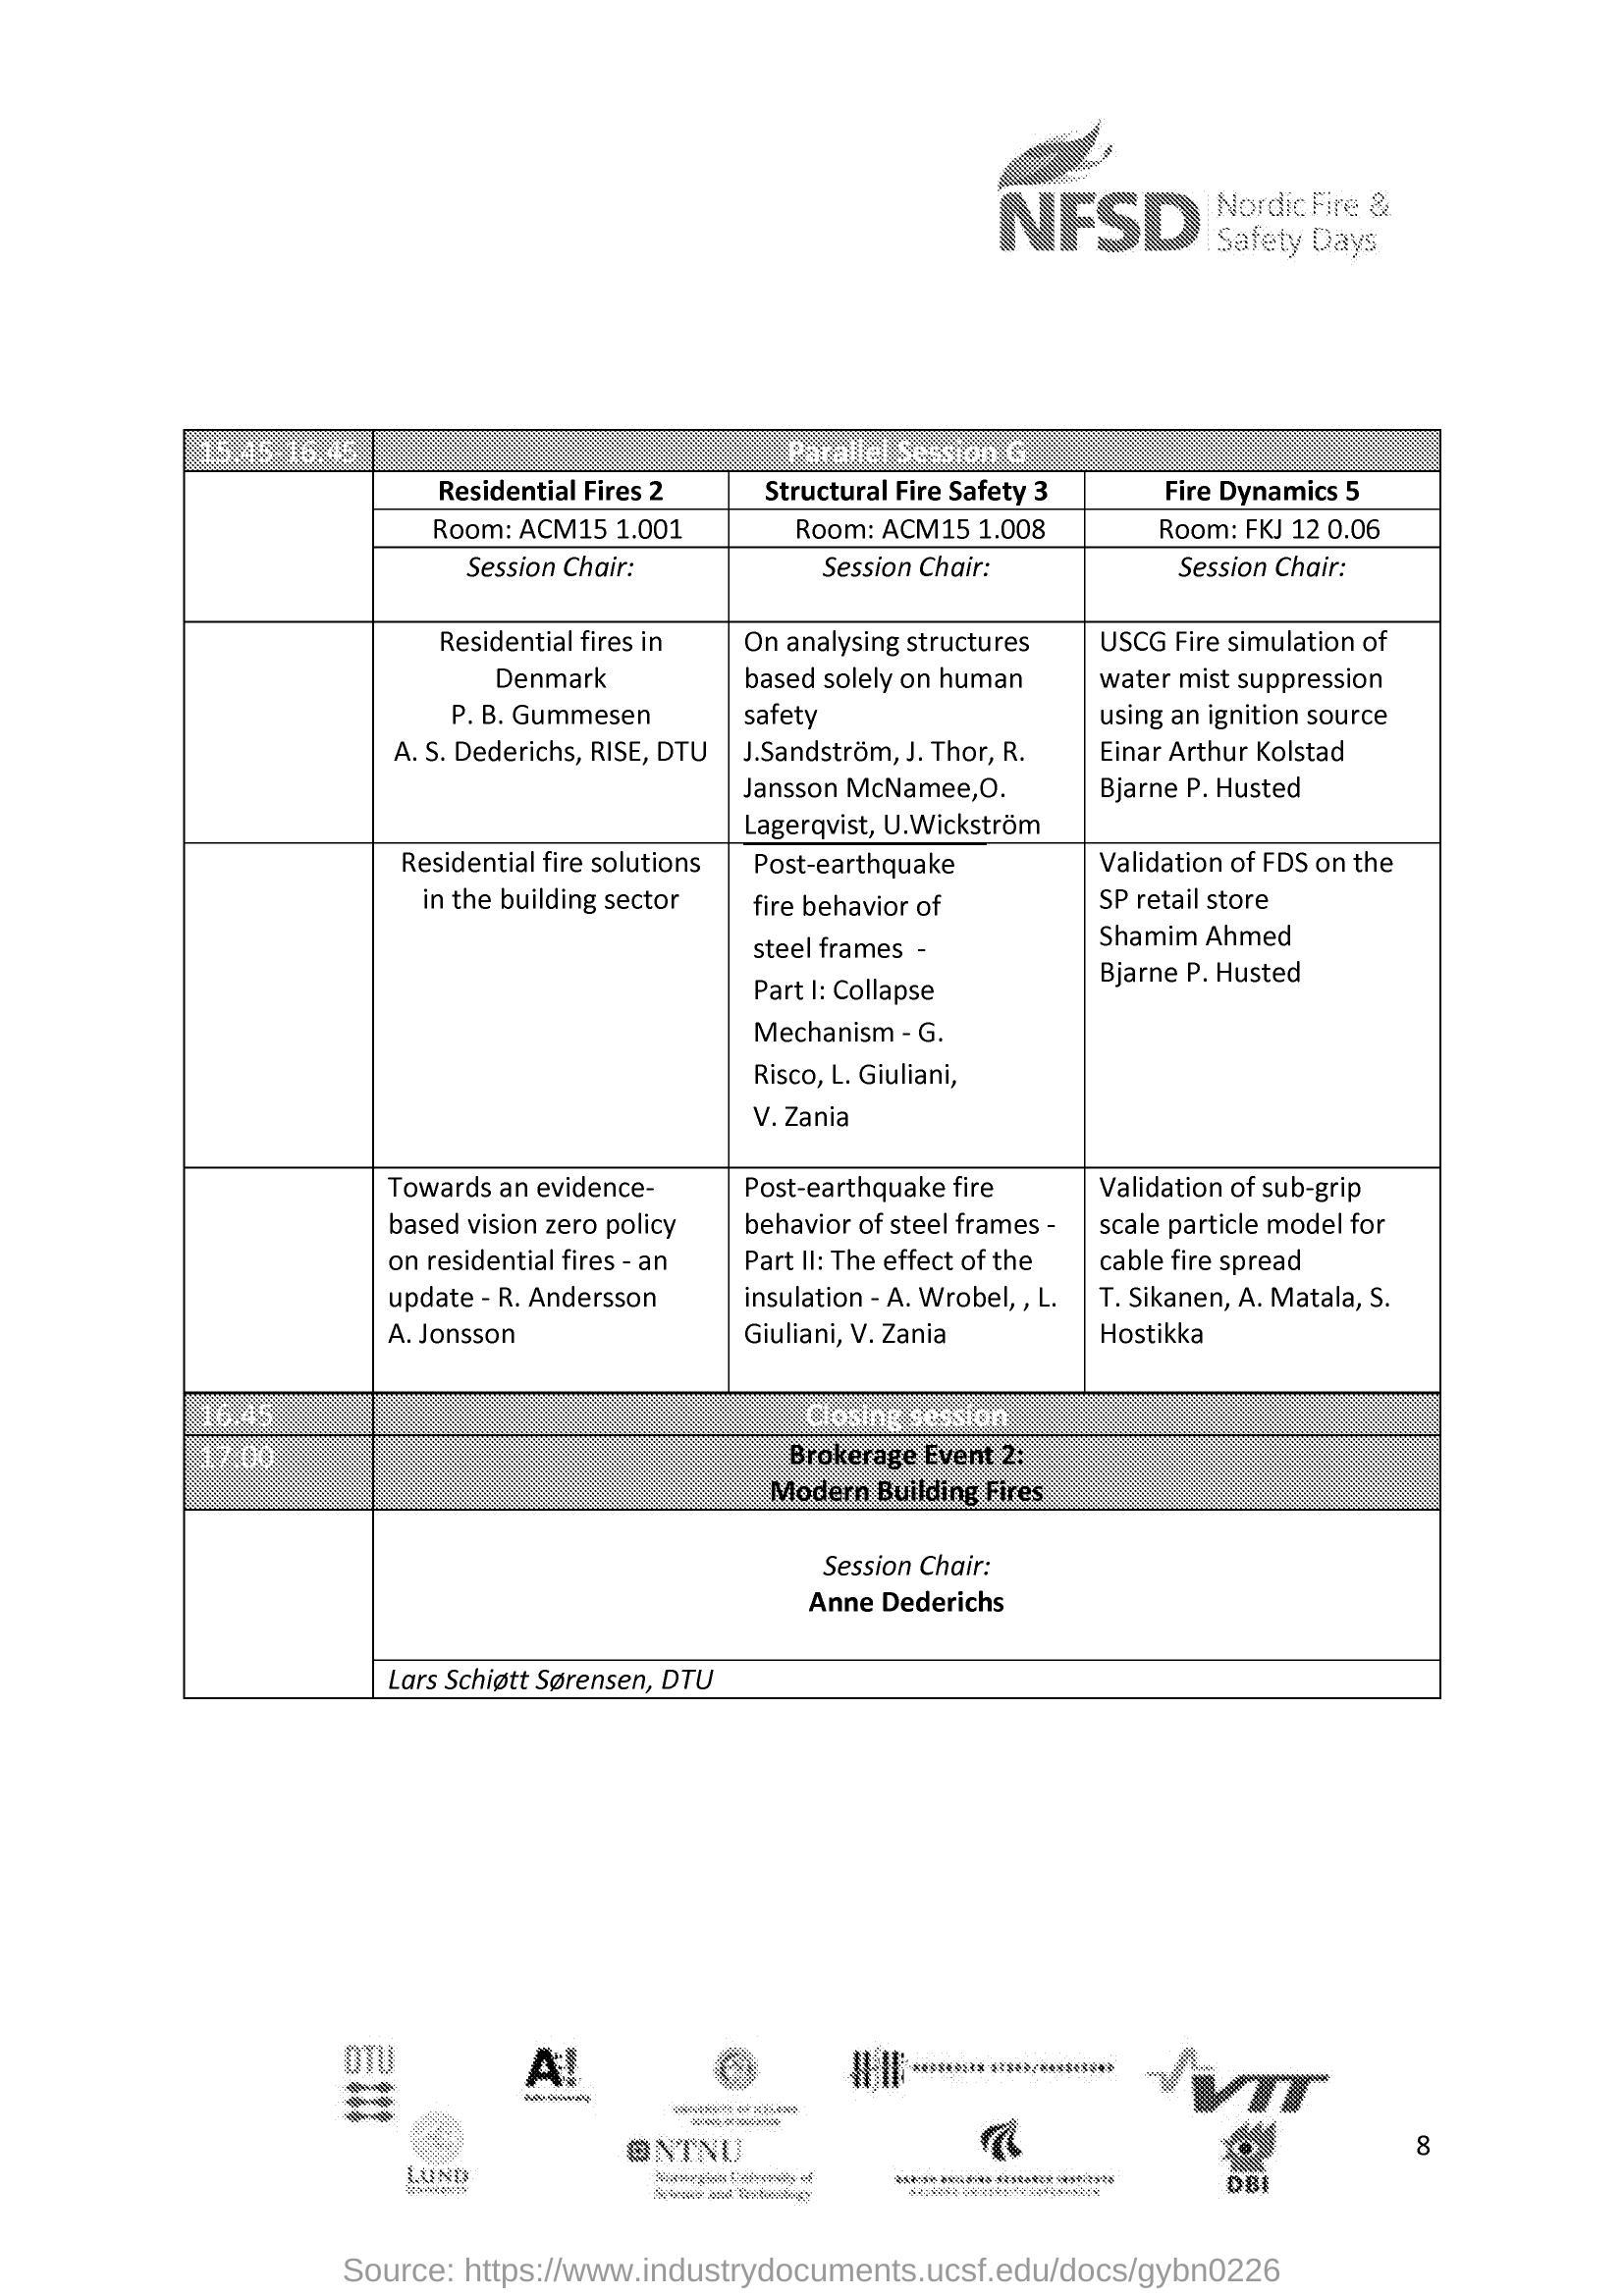 NFSD
Nordic Fire &
Safety Days
15.45-16.45
Parallel Session G
Residential Fires 2
Structural Fire Safety 3
Fire Dynamics 5
Room: ACM15 1.001
Room: ACM15 1.008
Room: FKJ 12 0.06
Session Chair:
Session Chair:
Session Chair:
Residential fires in
Denmark
P. B. Gummesen
A. S. Dederichs, RISE, DTU
On analysing structures
based solely on human
safety
J.Sandström, J. Thor, R.
Jansson McNamee,O.
Lagerqvist, U.Wickström
USCG Fire simulation of
water mist suppression
using an ignition source
Einar Arthur Kolstad
Bjarne P. Husted
Residential fire solutions
in the building sector
Post-earthquake
fire behavior of
steel frames -
Part I: Collapse
Mechanism - G.
Risco, L. Giuliani,
V. Zania
Validation of FDS on the
SP retail store
Shamim Ahmed
Bjarne P. Husted
Towards an evidence-
based vision zero policy
on residential fires - an
update - R. Andersson
A. Jonsson
Post-earthquake fire
behavior of steel frames -
Part II: The effect of the
insulation - A. Wrobel, , L.
Giuliani, V. Zania
Validation of sub-grip
scale particle model for
cable fire spread
T. Sikanen, A. Matala, S.
Hostikka
16.45
Closing session
17.00
Brokerage Event 2:
Modern Building Fires
Session Chair:
Anne Dederichs
Lars Schiøtt Sørensen, DTU
DTU
A!
VTT
LUND
NTNU
Norwegian University of
Science and Technology
DANISH BUILDING RESEARCH INSTITUTE
DBI
8
Source: https://www.industrydocuments.ucsf.edu/docs/gybn0226